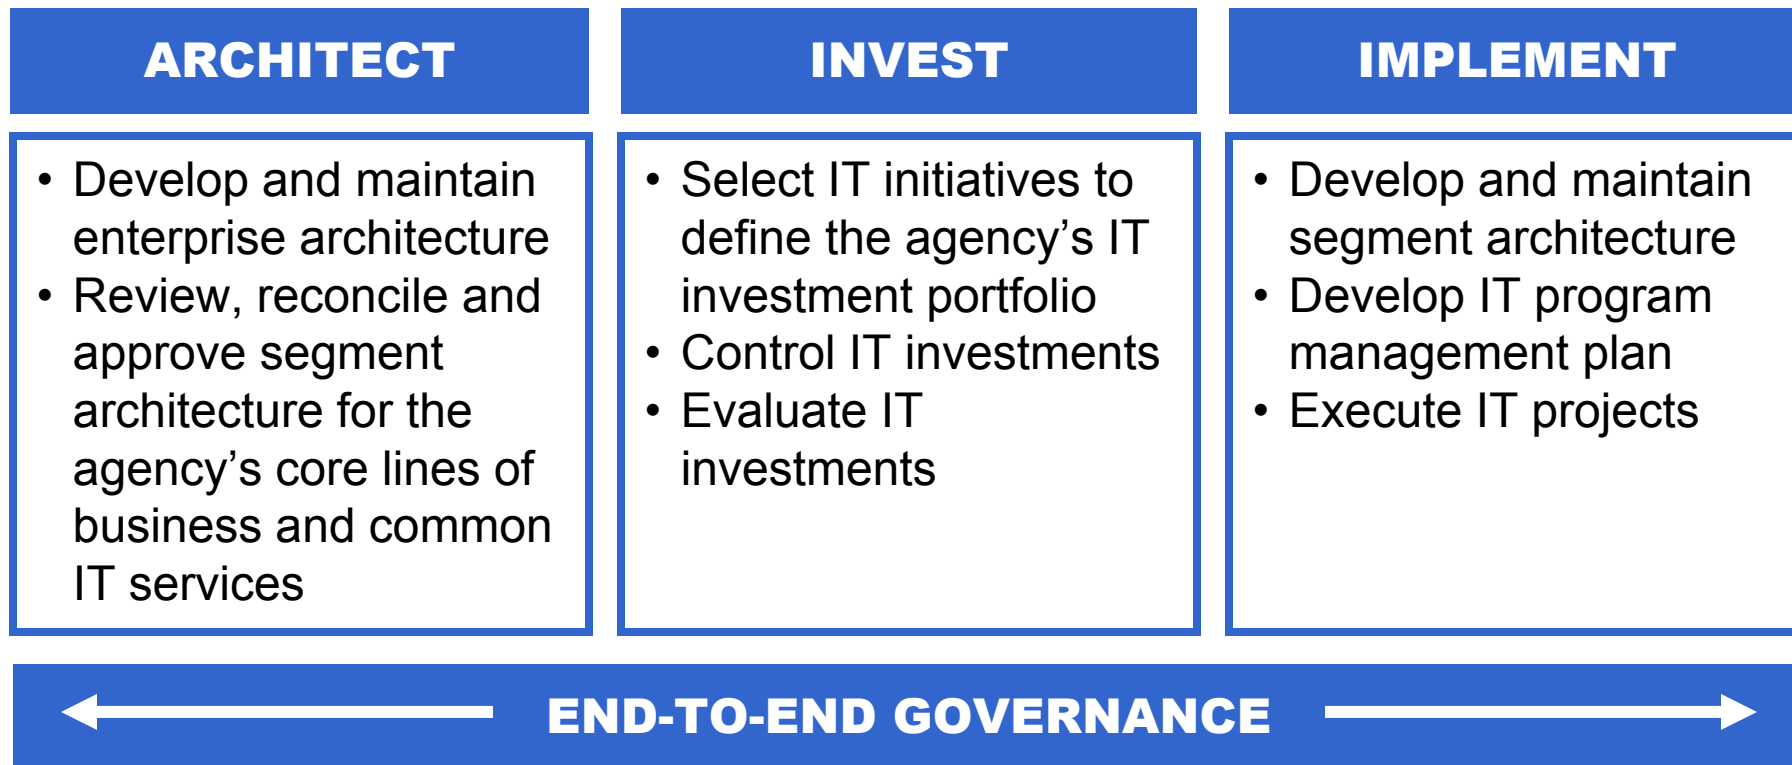 ARCHITECT
• Develop and maintain
enterprise architecture
• Review, reconcile and
approve segment
architecture for the
agency’s core lines of
business and common
IT services
INVEST
• Select IT initiatives to
define the agency’s IT
investment portfolio
• Control IT investments
• Evaluate IT
investments
IMPLEMENT
• Develop and maintain
segment architecture
• Develop IT program
management plan
• Execute IT projects
END-TO-END GOVERNANCE